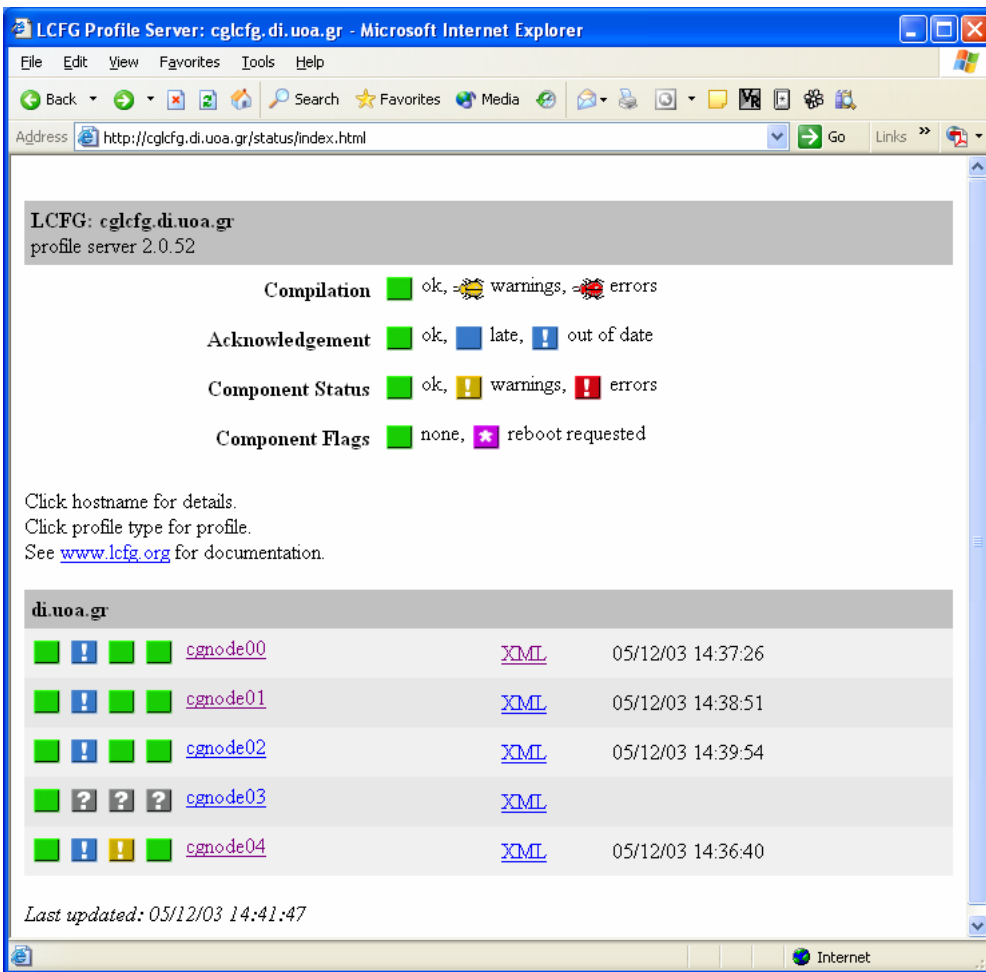 LCFG Profile Server: cglcfg.di.uoa.gr - Microsoft Internet Explorer
File Edit View Favorites Tools Help
Back Search Favorites Media
Address http://cglcfg.di.uoa.gr/status/index.html Go Links »
LCFG: cglcfg.di.uoa.gr
profile server 2.0.52
Compilation ok, warnings, errors
Acknowledgement ok, late, ! out of date
Component Status ok, ! warnings, ! errors
Component Flags none, * reboot requested
Click hostname for details.
Click profile type for profile.
See www.lcfg.org for documentation.
di.uoa.gr
! cgnode00 XML 05/12/03 14:37:26
! cgnode01 XML 05/12/03 14:38:51
! cgnode02 XML 05/12/03 14:39:54
? ? ? cgnode03 XML
! ! cgnode04 XML 05/12/03 14:36:40
Last updated: 05/12/03 14:41:47
Internet